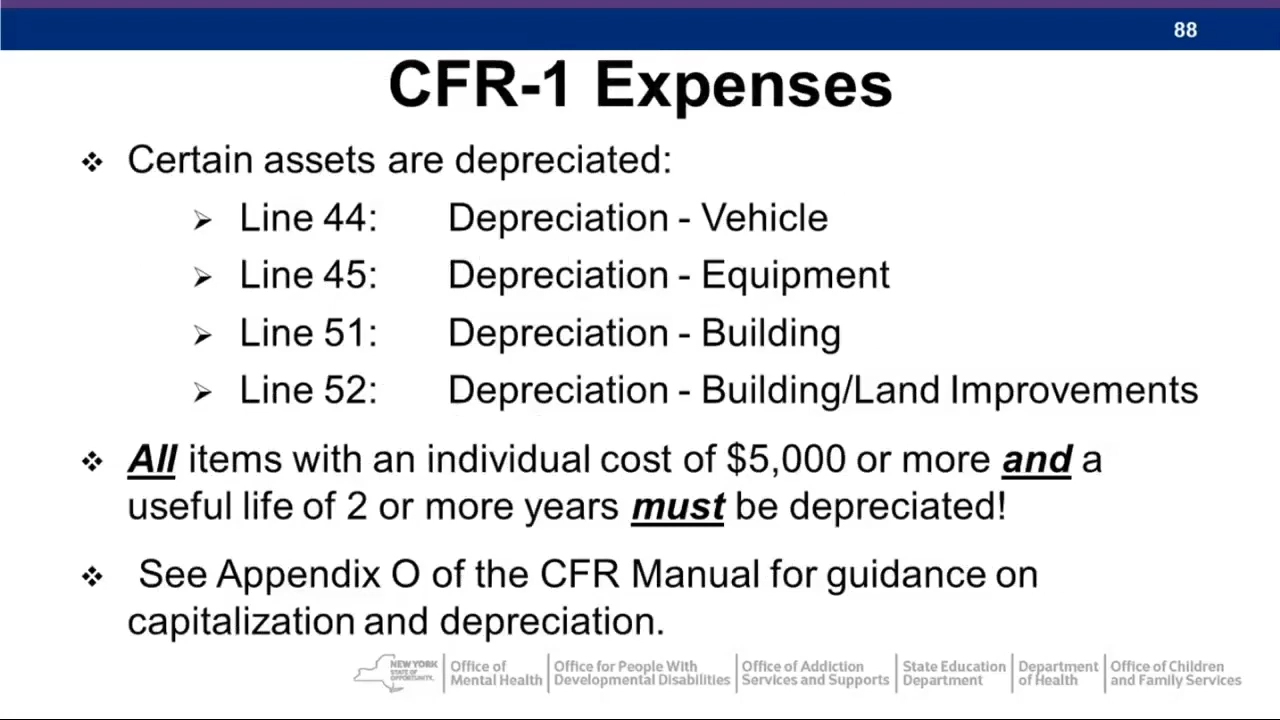 88
CFR-1 Expenses
❖ Certain assets are depreciated:
➢ Line 44: Depreciation - Vehicle
➢ Line 45: Depreciation - Equipment
➢ Line 51: Depreciation - Building
➢ Line 52: Depreciation - Building/Land Improvements
❖ All items with an individual cost of $5,000 or more and a
useful life of 2 or more years must be depreciated!
❖ See Appendix O of the CFR Manual for guidance on
capitalization and depreciation.
NEW YORK
STATE OF
OPPORTUNITY.
Office of
Mental Health
Office for People With
Developmental Disabilities
Office of Addiction
Services and Supports
State Education
Department
Department
of Health
Office of Children
and Family Services